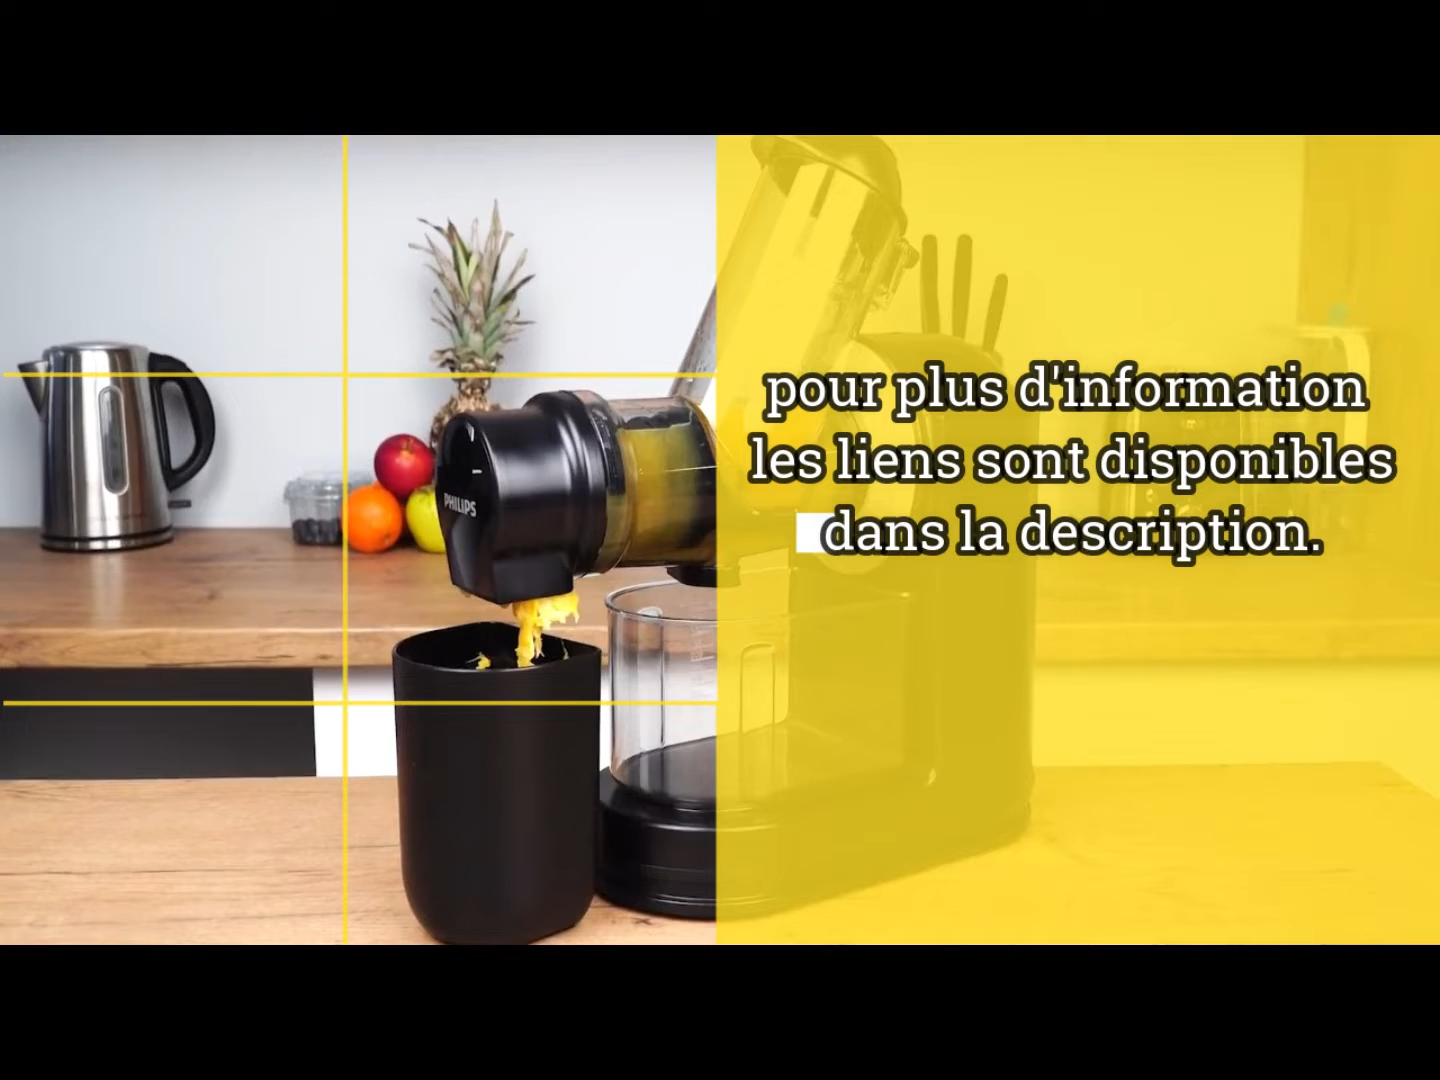 PHILIPS
pour plus d'information
les liens sont disponibles
dans la description.